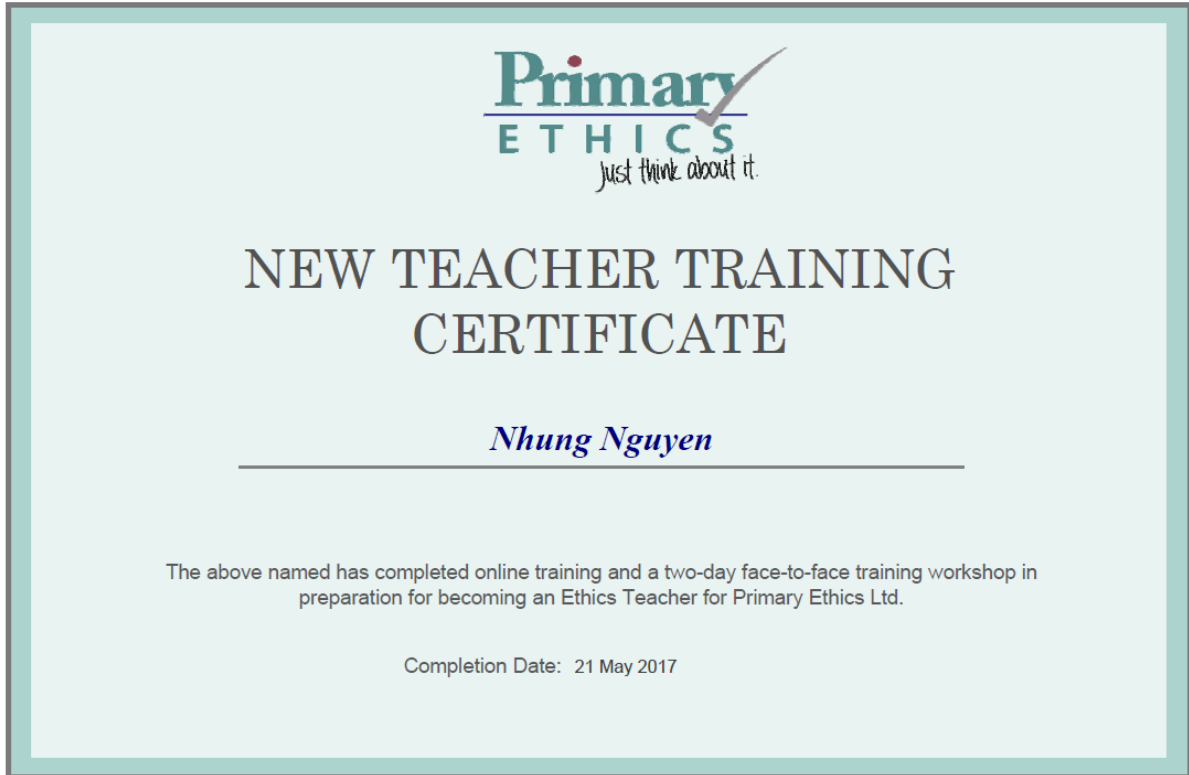 Primary
ETHICS
Just think about it.
NEW TEACHER TRAINING
CERTIFICATE
Nhung Nguyen
The above named has completed online training and a two-day face-to-face training workshop in
preparation for becoming an Ethics Teacher for Primary Ethics Ltd.
Completion Date: 21 May 2017